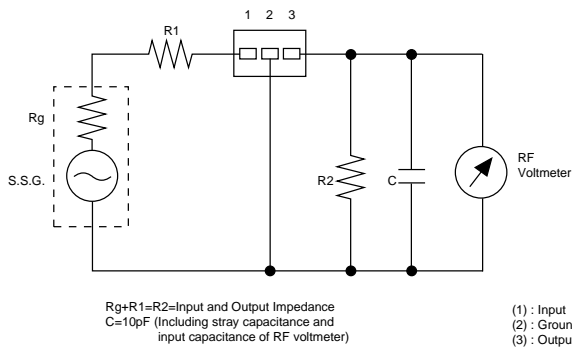 1 2 3
R1
Rg
S.S.G.
R2
C
RF
Voltmeter
Rg+R1=R2=Input and Output Impedance
C=10pF (Including stray capacitance and
input capacitance of RF voltmeter)
(1) : Input
(2) : Groun
(3) : Outpu